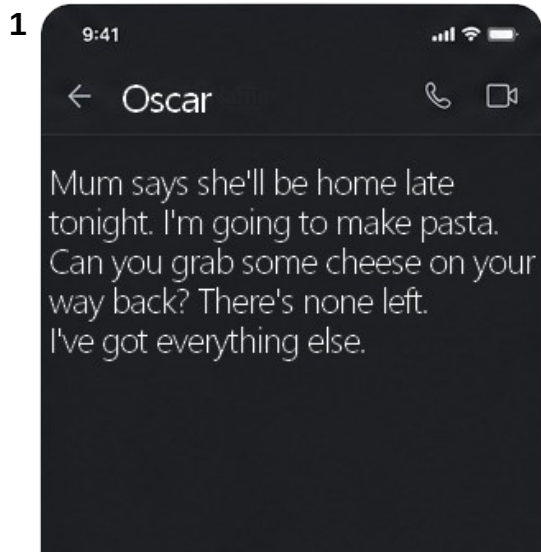 1
9:41
Oscar
Mum says she'll be home late
tonight. I'm going to make pasta.
Can you grab some cheese on your
way back? There's none left.
I've got everything else.